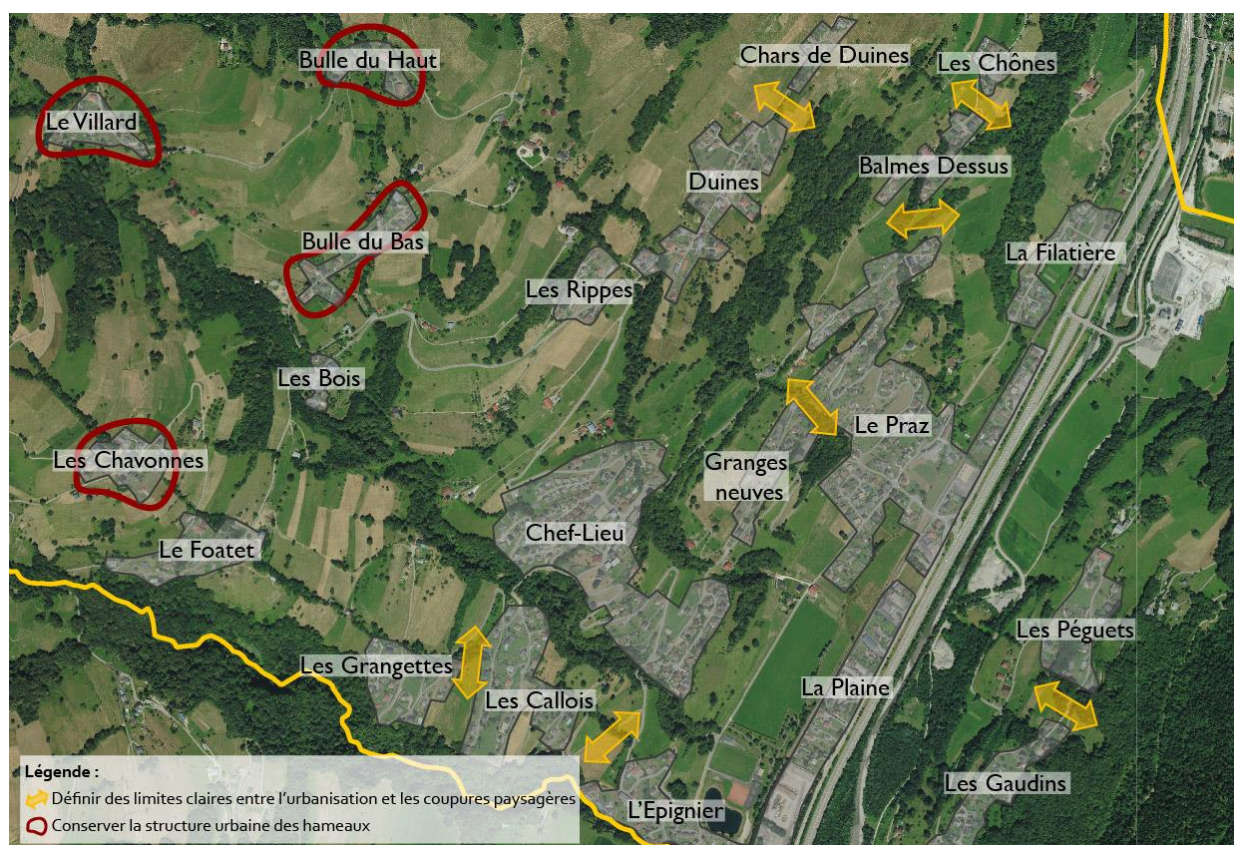 Chars de Duines
Les Chônes
Bulle du Haut
Le Villard
Balmes Dessus
Duines
Bulle du Bas
La Filatière
Les Rippes
Les Bois
Le Praz
Les Chavonnes
Granges
neuves
Chef-Lieu
Le Foatet
Les Péguets
Les Grangettes
La Plaine
Les Callois
Les Gaudins
L'Epignier
Légende :
Définir des limites claires entre l'urbanisation et les coupures paysagères
Conserver la structure urbaine des hameaux